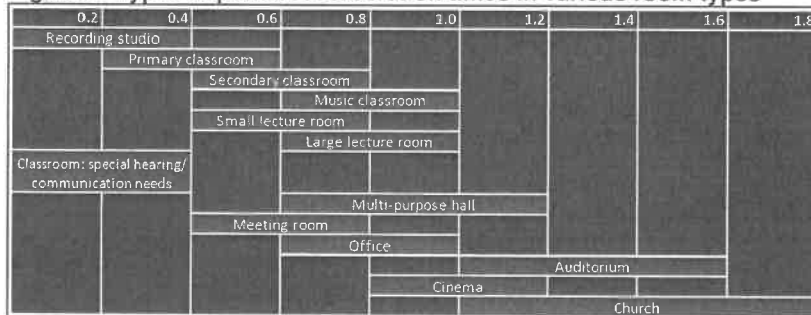 0.2 0.4 0.6 0.8 1.0 1.2 1.4 1.6 1.8
Recording studio
Primary classroom
Secondary classroom
Music classroom
Small lecture room
Large lecture room
Classroom: special hearing/
communication needs
Multi-purpose hall
Meeting room
Office
Auditorium
Cinema
Church